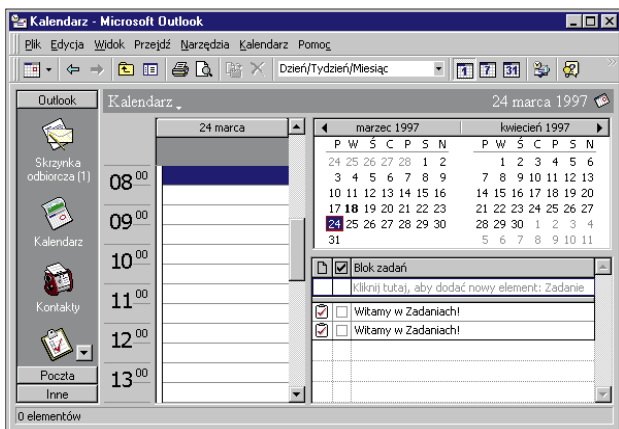 Kalendarz - Microsoft Outlook
Plik Edycja Widok Przejdź Narzędzia Kalendarz Pomoc
Dzień/Tydzień/Miesiąc 1 7 31
Outlook
Skrzynka
odbiorcza (1)
Kalendarz
Kontakty
Poczta
Inne
Kalendarz
24 marca 1997
24 marca
08 00
09 00
10 00
11 00
12 00
13 00
marzec 1997
P W Ś C P S N
24 25 26 27 28 1 2
3 4 5 6 7 8 9
10 11 12 13 14 15 16
17 18 19 20 21 22 23
24 25 26 27 28 29 30
31
kwiecień 1997
P W Ś C P S N
1 2 3 4 5 6
7 8 9 10 11 12 13
14 15 16 17 18 19 20
21 22 23 24 25 26 27
28 29 30 1 2 3 4
5 6 7 8 9 10 11
Blok zadań
Kliknij tutaj, aby dodać nowy element: Zadanie
Witamy w Zadaniach!
Witamy w Zadaniach!
0 elementów